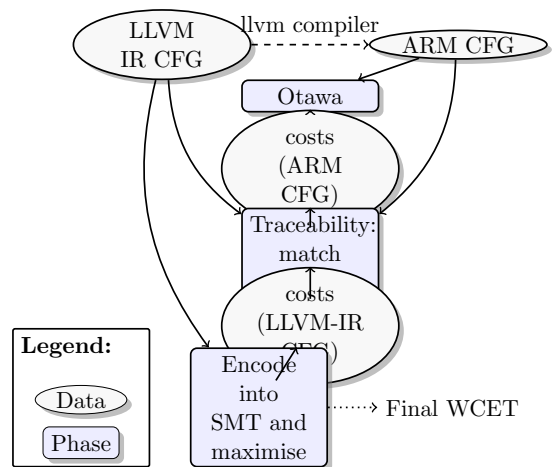 LLVM
IR CFG
llvm compiler
ARM CFG
Otawa
costs
(ARM
CFG)
Traceability:
match
costs
(LLVM-IR
CFG)
Encode
into
SMT and
maximise
Final WCET
Legend:
Data
Phase